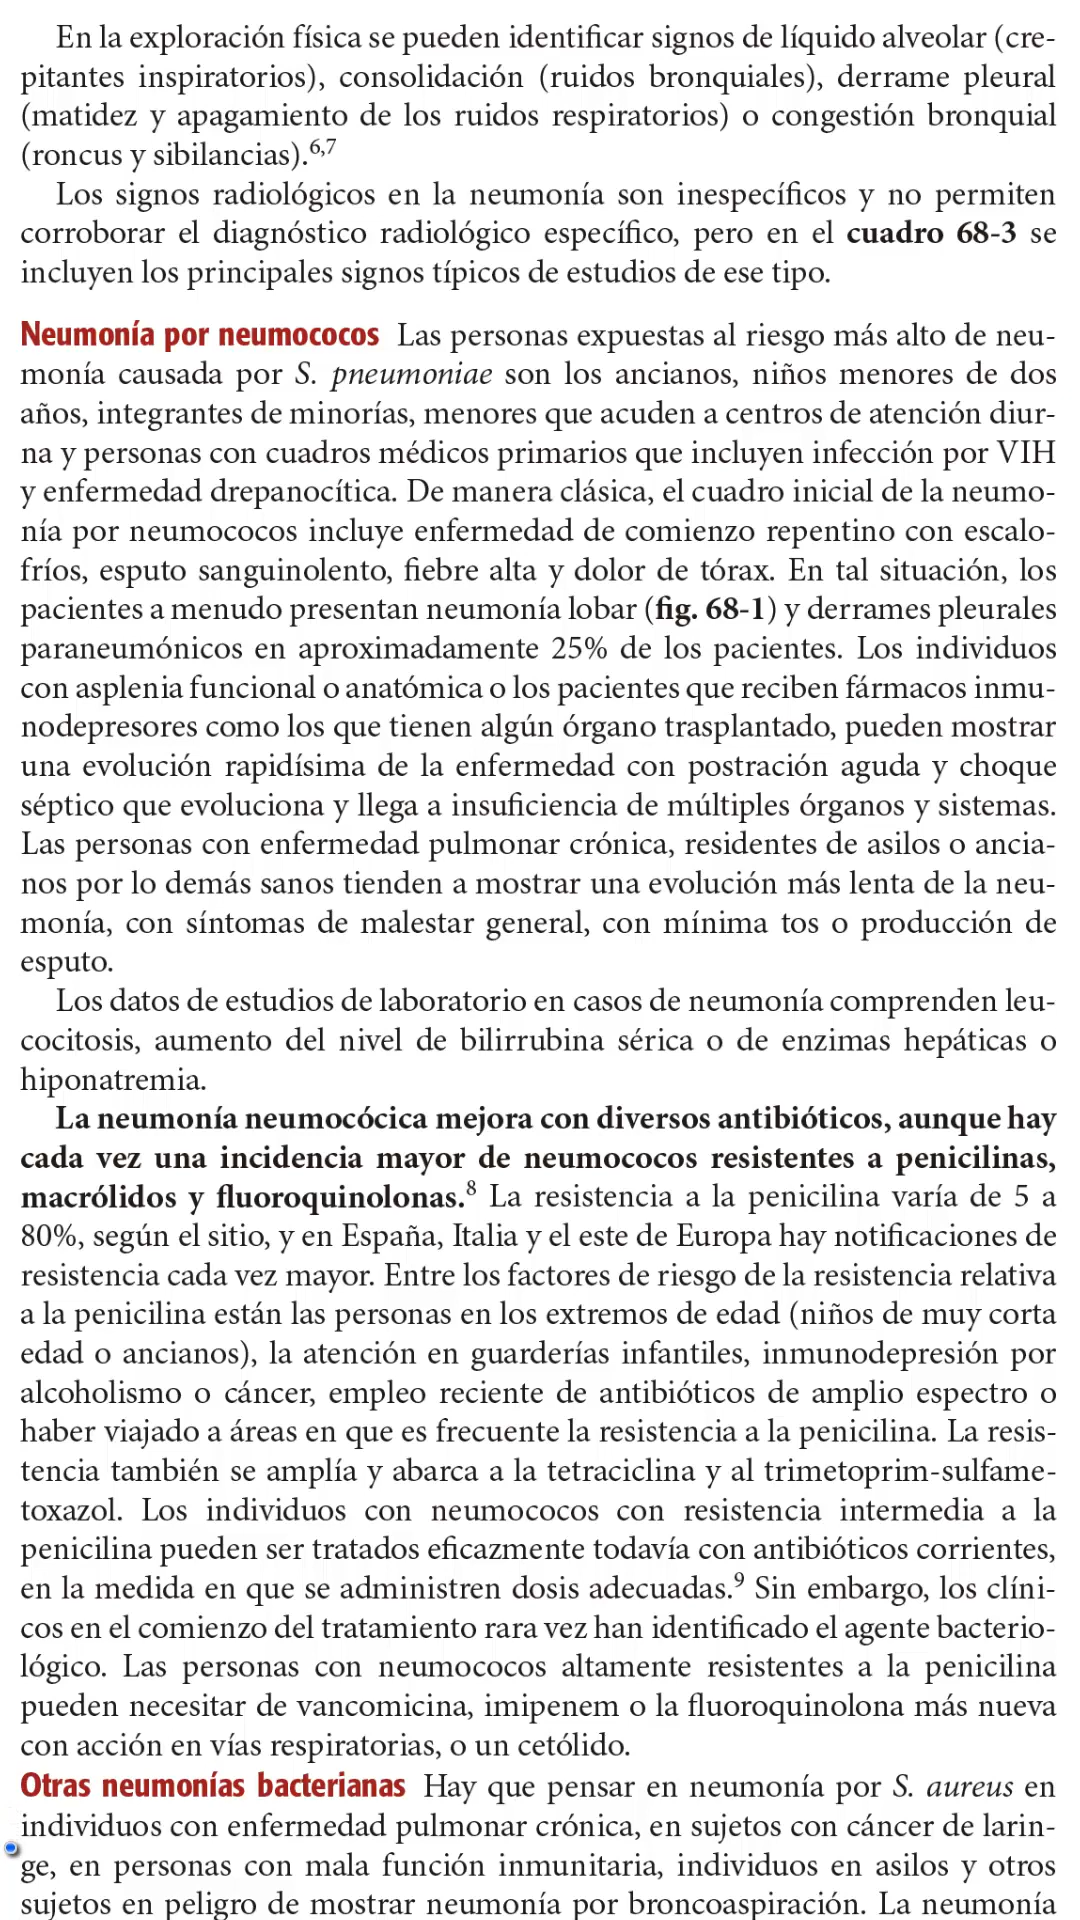 En la exploración física se pueden identificar signos de líquido alveolar (cre-
pitantes inspiratorios), consolidación (ruidos bronquiales), derrame pleural
(matidez y apagamiento de los ruidos respiratorios) o congestión bronquial
(roncus y sibilancias).6,7
Los signos radiológicos en la neumonía son inespecíficos y no permiten
corroborar el diagnóstico radiológico específico, pero en el cuadro 68-3 se
incluyen los principales signos típicos de estudios de ese tipo.
Neumonía por neumococos Las personas expuestas al riesgo más alto de neu-
monía causada por S. pneumoniae son los ancianos, niños menores de dos
años, integrantes de minorías, menores que acuden a centros de atención diur-
na y personas con cuadros médicos primarios que incluyen infección por VIH
y enfermedad drepanocítica. De manera clásica, el cuadro inicial de la neumo-
nía por neumococos incluye enfermedad de comienzo repentino con escalo-
fríos, esputo sanguinolento, fiebre alta y dolor de tórax. En tal situación, los
pacientes a menudo presentan neumonía lobar (fig. 68-1) y derrames pleurales
paraneumónicos en aproximadamente 25% de los pacientes. Los individuos
con asplenia funcional o anatómica o los pacientes que reciben fármacos inmu-
nodepresores como los que tienen algún órgano trasplantado, pueden mostrar
una evolución rapidísima de la enfermedad con postración aguda y choque
séptico que evoluciona y llega a insuficiencia de múltiples órganos y sistemas.
Las personas con enfermedad pulmonar crónica, residentes de asilos o ancia-
nos por lo demás sanos tienden a mostrar una evolución más lenta de la neu-
monía, con síntomas de malestar general, con mínima tos o producción de
esputo.
Los datos de estudios de laboratorio en casos de neumonía comprenden leu-
cocitosis, aumento del nivel de bilirrubina sérica o de enzimas hepáticas o
hiponatremia.
La neumonía neumocócica mejora con diversos antibióticos, aunque hay
cada vez una incidencia mayor de neumococos resistentes a penicilinas,
macrólidos y fluoroquinolonas.8 La resistencia a la penicilina varía de 5 a
80%, según el sitio, y en España, Italia y el este de Europa hay notificaciones de
resistencia cada vez mayor. Entre los factores de riesgo de la resistencia relativa
a la penicilina están las personas en los extremos de edad (niños de muy corta
edad o ancianos), la atención en guarderías infantiles, inmunodepresión por
alcoholismo o cáncer, empleo reciente de antibióticos de amplio espectro o
haber viajado a áreas en que es frecuente la resistencia a la penicilina. La resis-
tencia también se amplía y abarca a la tetraciclina y al trimetoprim-sulfame-
toxazol. Los individuos con neumococos con resistencia intermedia a la
penicilina pueden ser tratados eficazmente todavía con antibióticos corrientes,
en la medida en que se administren dosis adecuadas.9 Sin embargo, los clíni-
cos en el comienzo del tratamiento rara vez han identificado el agente bacterio-
lógico. Las personas con neumococos altamente resistentes a la penicilina
pueden necesitar de vancomicina, imipenem o la fluoroquinolona más nueva
con acción en vías respiratorias, o un cetólido.
Otras neumonías bacterianas Hay que pensar en neumonía por S. aureus en
individuos con enfermedad pulmonar crónica, en sujetos con cáncer de larin-
ge, en personas con mala función inmunitaria, individuos en asilos y otros
sujetos en peligro de mostrar neumonía por broncoaspiración. La neumonía